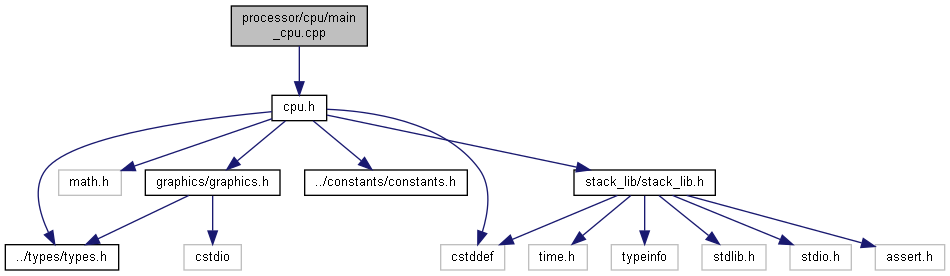 processor/cpu/main
_cpu.cpp
cpu.h
math.h
graphics/graphics.h
../constants/constants.h
stack_lib/stack_lib.h
../types/types.h
cstdio
cstddef
time.h
typeinfo
stdlib.h
stdio.h
assert.h